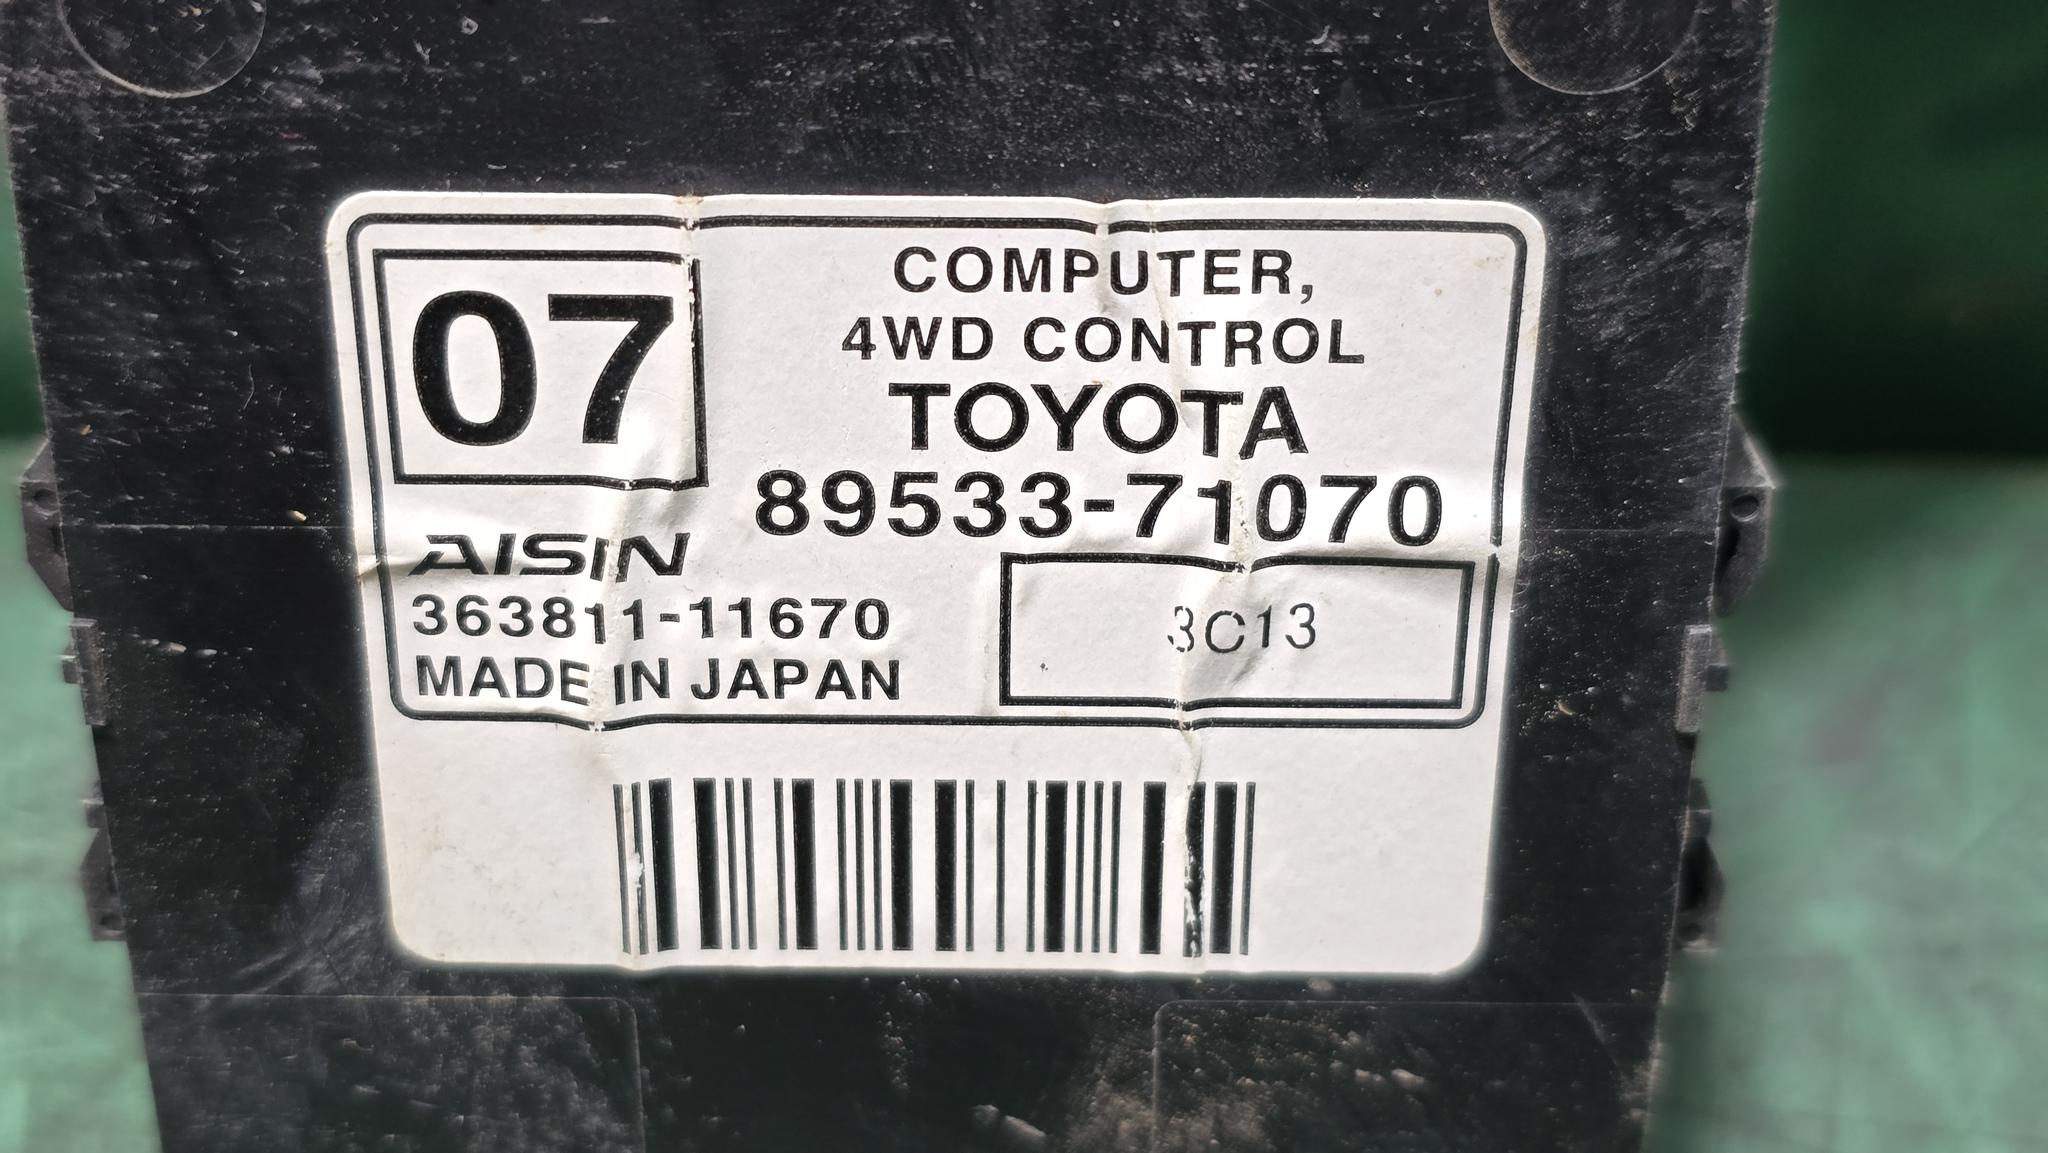 07
COMPUTER,
4WD CONTROL
TOYOTA
89533-71070
AISIN
363811-11670
MADE IN JAPAN
3C13